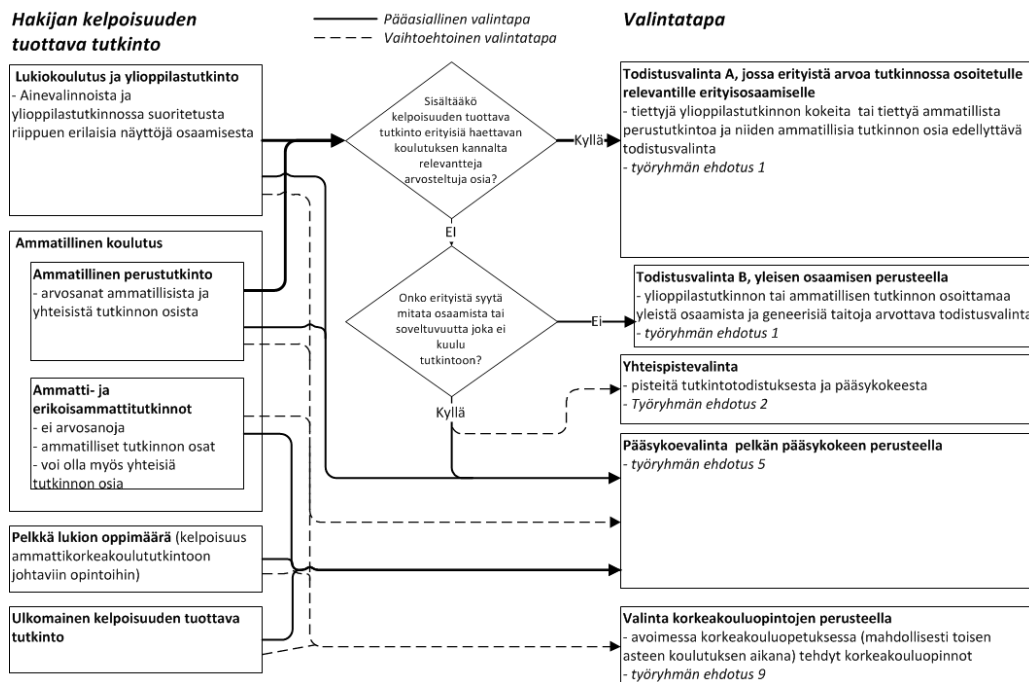 Hakijan kelpoisuuden
tuottava tutkinto
Pääasiallinen valintapa
Vaihtoehtoinen valintatapa
Valintatapa
Lukiokoulutus ja ylioppilastutkinto
- Ainevalinnoista ja
ylioppilastutkinnossa suoritetusta
riippuen erilaisia näyttöjä osaamisesta
Ammatillinen koulutus
Ammatillinen perustutkinto
- arvosanat ammatillisista ja
yhteisistä tutkinnon osista
Ammatti- ja
erikoisammattitutkinnot
- ei arvosanoja
- ammatilliset tutkinnon osat
- voi olla myös yhteisiä
tutkinnon osia
Pelkkä lukion oppimäärä (kelpoisuus
ammattikorkeakoulututkintoon
johtaviin opintoihin)
Ulkomainen kelpoisuuden tuottava
tutkinto
Sisältääkö
kelpoisuuden tuottava
tutkinto erityisiä haettavan
koulutuksen kannalta
relevantteja
arvosteltuja osia?
Kyllä
EI
Onko erityistä syytä
mitata osaamista tai
soveltuvuutta joka ei
kuulu
tutkintoon?
Ei
Kyllä
Todistusvalinta A, jossa erityistä arvoa tutkinnossa osoitetulle
relevantille erityisosaamiselle
- tiettyjä ylioppilastutkinnon kokeita tai tiettyä ammatillista
perustutkintoa ja niiden ammatillisia tutkinnon osia edellyttävä
todistusvalinta
- työryhmän ehdotus 1
Todistusvalinta B, yleisen osaamisen perusteella
- ylioppilastutkinnon tai ammatillisen tutkinnon osoittamaa
yleistä osaamista ja geneerisiä taitoja arvottava todistusvalinta
- työryhmän ehdotus 1
Yhteispistevalinta
- pisteitä tutkintotodistuksesta ja pääsykokeesta
- Työryhmän ehdotus 2
Pääsykoevalinta pelkän pääsykokeen perusteella
- työryhmän ehdotus 5
Valinta korkeakouluopintojen perusteella
- avoimessa korkeakouluopetuksessa (mahdollisesti toisen
asteen koulutuksen aikana) tehdyt korkeakouluopinnot
- työryhmän ehdotus 9